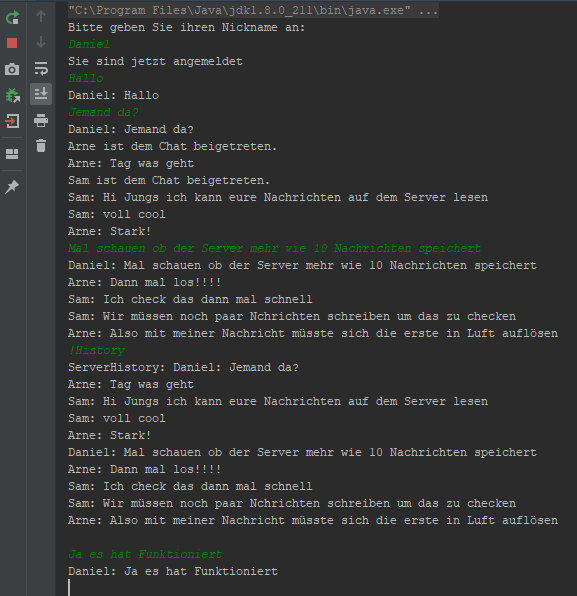 "C:\Program Files\Java\jdk1.8.0_211\bin\java.exe" ...
Bitte geben Sie ihren Nickname an:
Daniel
Sie sind jetzt angemeldet
Hallo
Daniel: Hallo
Jemand da?
Daniel: Jemand da?
Arne ist dem Chat beigetreten.
Arne: Tag was geht
Sam ist dem Chat beigetreten.
Sam: Hi Jungs ich kann eure Nachrichten auf dem Server lesen
Sam: voll cool
Arne: Stark!
Mal schauen ob der Server mehr wie 10 Nachrichten speichert
Daniel: Mal schauen ob der Server mehr wie 10 Nachrichten speichert
Arne: Dann mal los!!!!
Sam: Ich check das dann mal schnell
Sam: Wir müssen noch paar Nchrichten schreiben um das zu checken
Arne: Also mit meiner Nachricht müsste sich die erste in Luft auflösen
!History
ServerHistory: Daniel: Jemand da?
Arne: Tag was geht
Sam: Hi Jungs ich kann eure Nachrichten auf dem Server lesen
Sam: voll cool
Arne: Stark!
Daniel: Mal schauen ob der Server mehr wie 10 Nachrichten speichert
Arne: Dann mal los!!!!
Sam: Ich check das dann mal schnell
Sam: Wir müssen noch paar Nchrichten schreiben um das zu checken
Arne: Also mit meiner Nachricht müsste sich die erste in Luft auflösen
Ja es hat Funktioniert
Daniel: Ja es hat Funktioniert